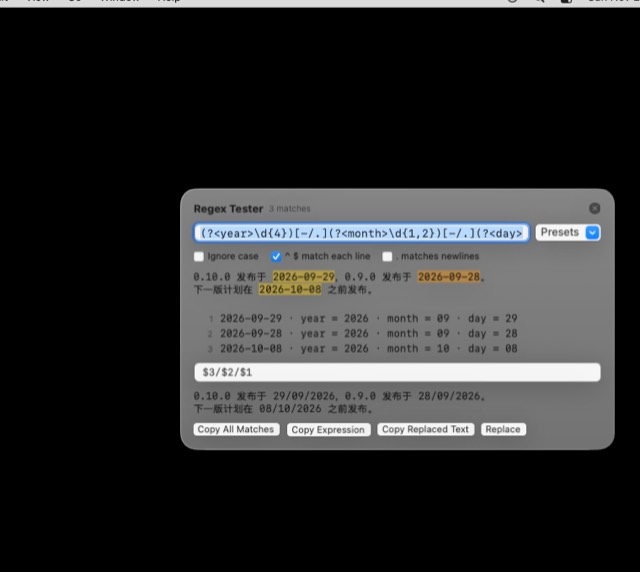 Window
Regex Tester 3 matches
(?<year>\d{4})[-/.](?<month>\d{1,2})[-/.](?<day>
Presets
Ignore case
^ $ match each line
. matches newlines
0.10.0 发布于 2026-09-29, 0.9.0 发布于 2026-09-28。
下一版计划在 2026-10-08 之前发布。
1 2026-09-29 · year = 2026 · month = 09 · day = 29
2 2026-09-28 · year = 2026 · month = 09 · day = 28
3 2026-10-08 · year = 2026 · month = 10 · day = 08
$3/$2/$1
0.10.0 发布于 29/09/2026, 0.9.0 发布于 28/09/2026。
下一版计划在 08/10/2026 之前发布。
Copy All Matches
Copy Expression
Copy Replaced Text
Replace